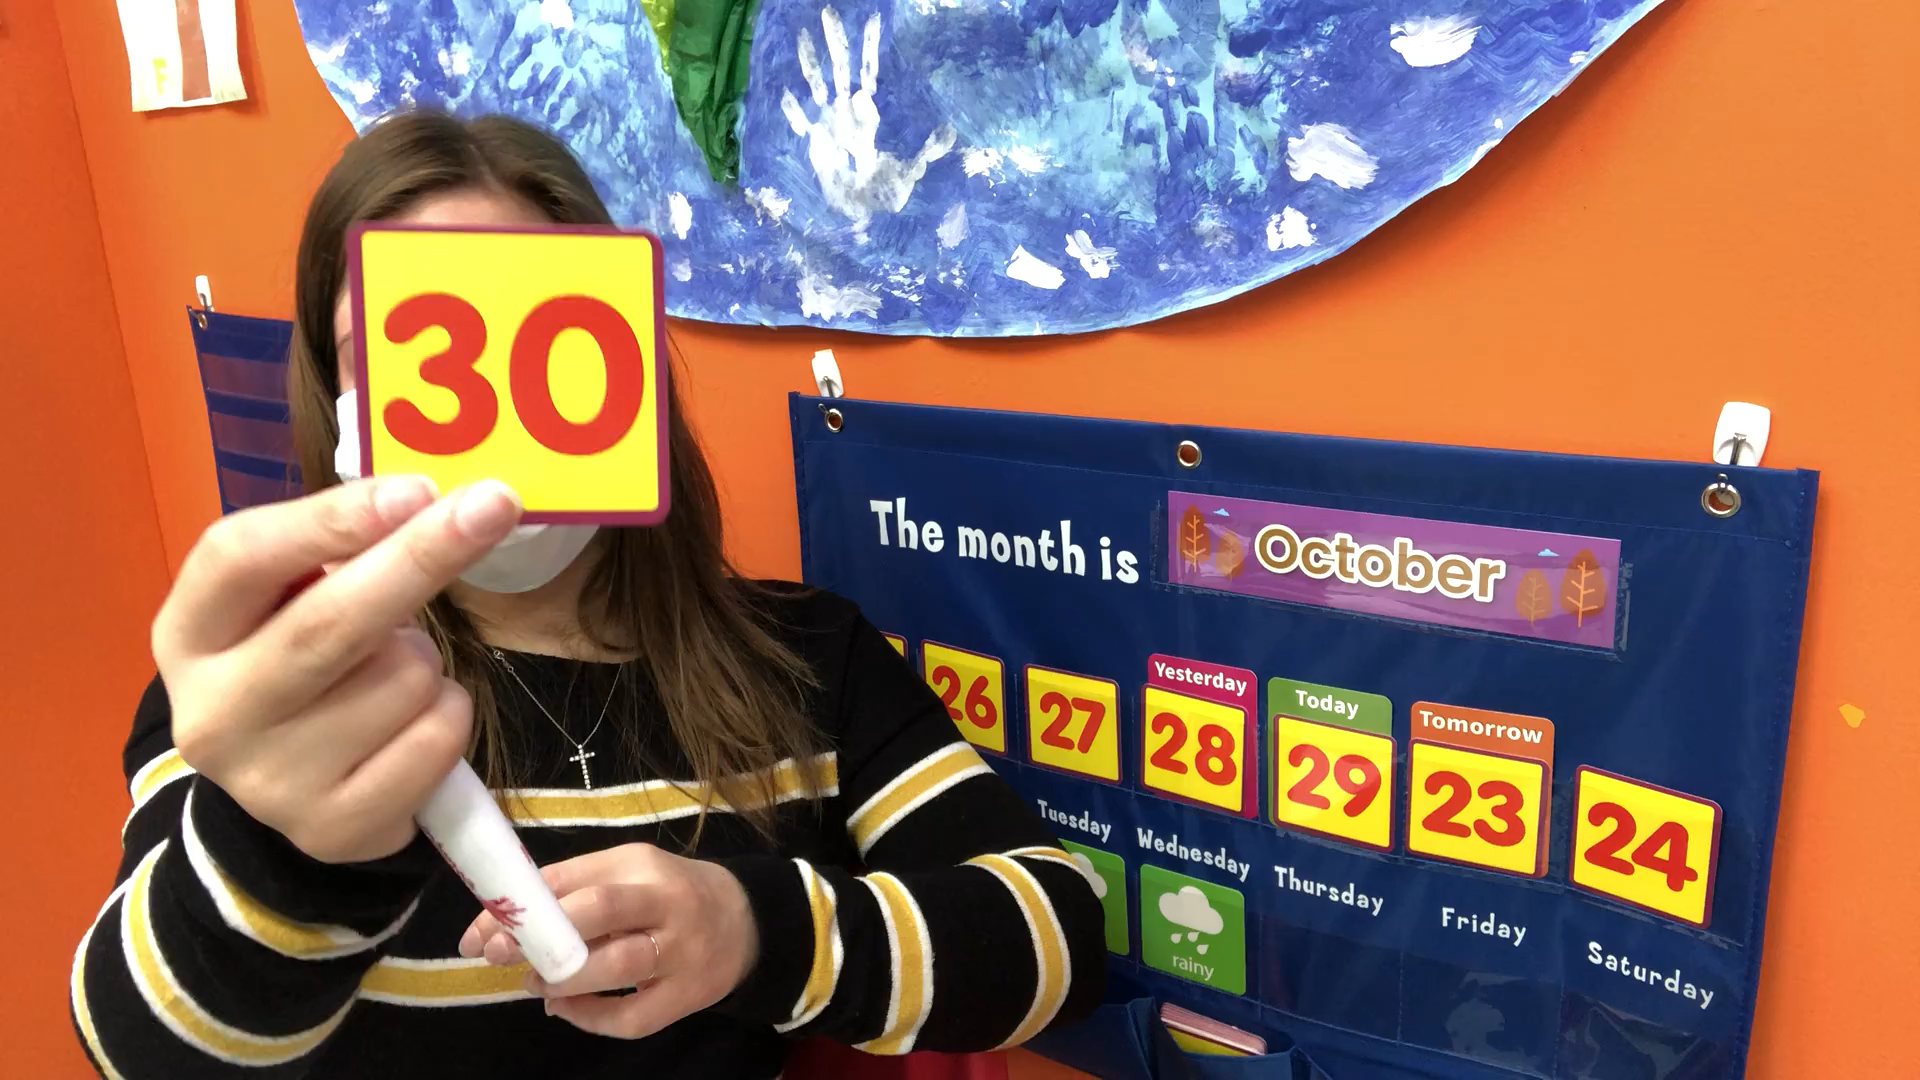 30
The month is October
Yesterday Today Tomorrow
26 27 28 29 23 24
Tuesday Wednesday Thursday Friday Saturday
rainy